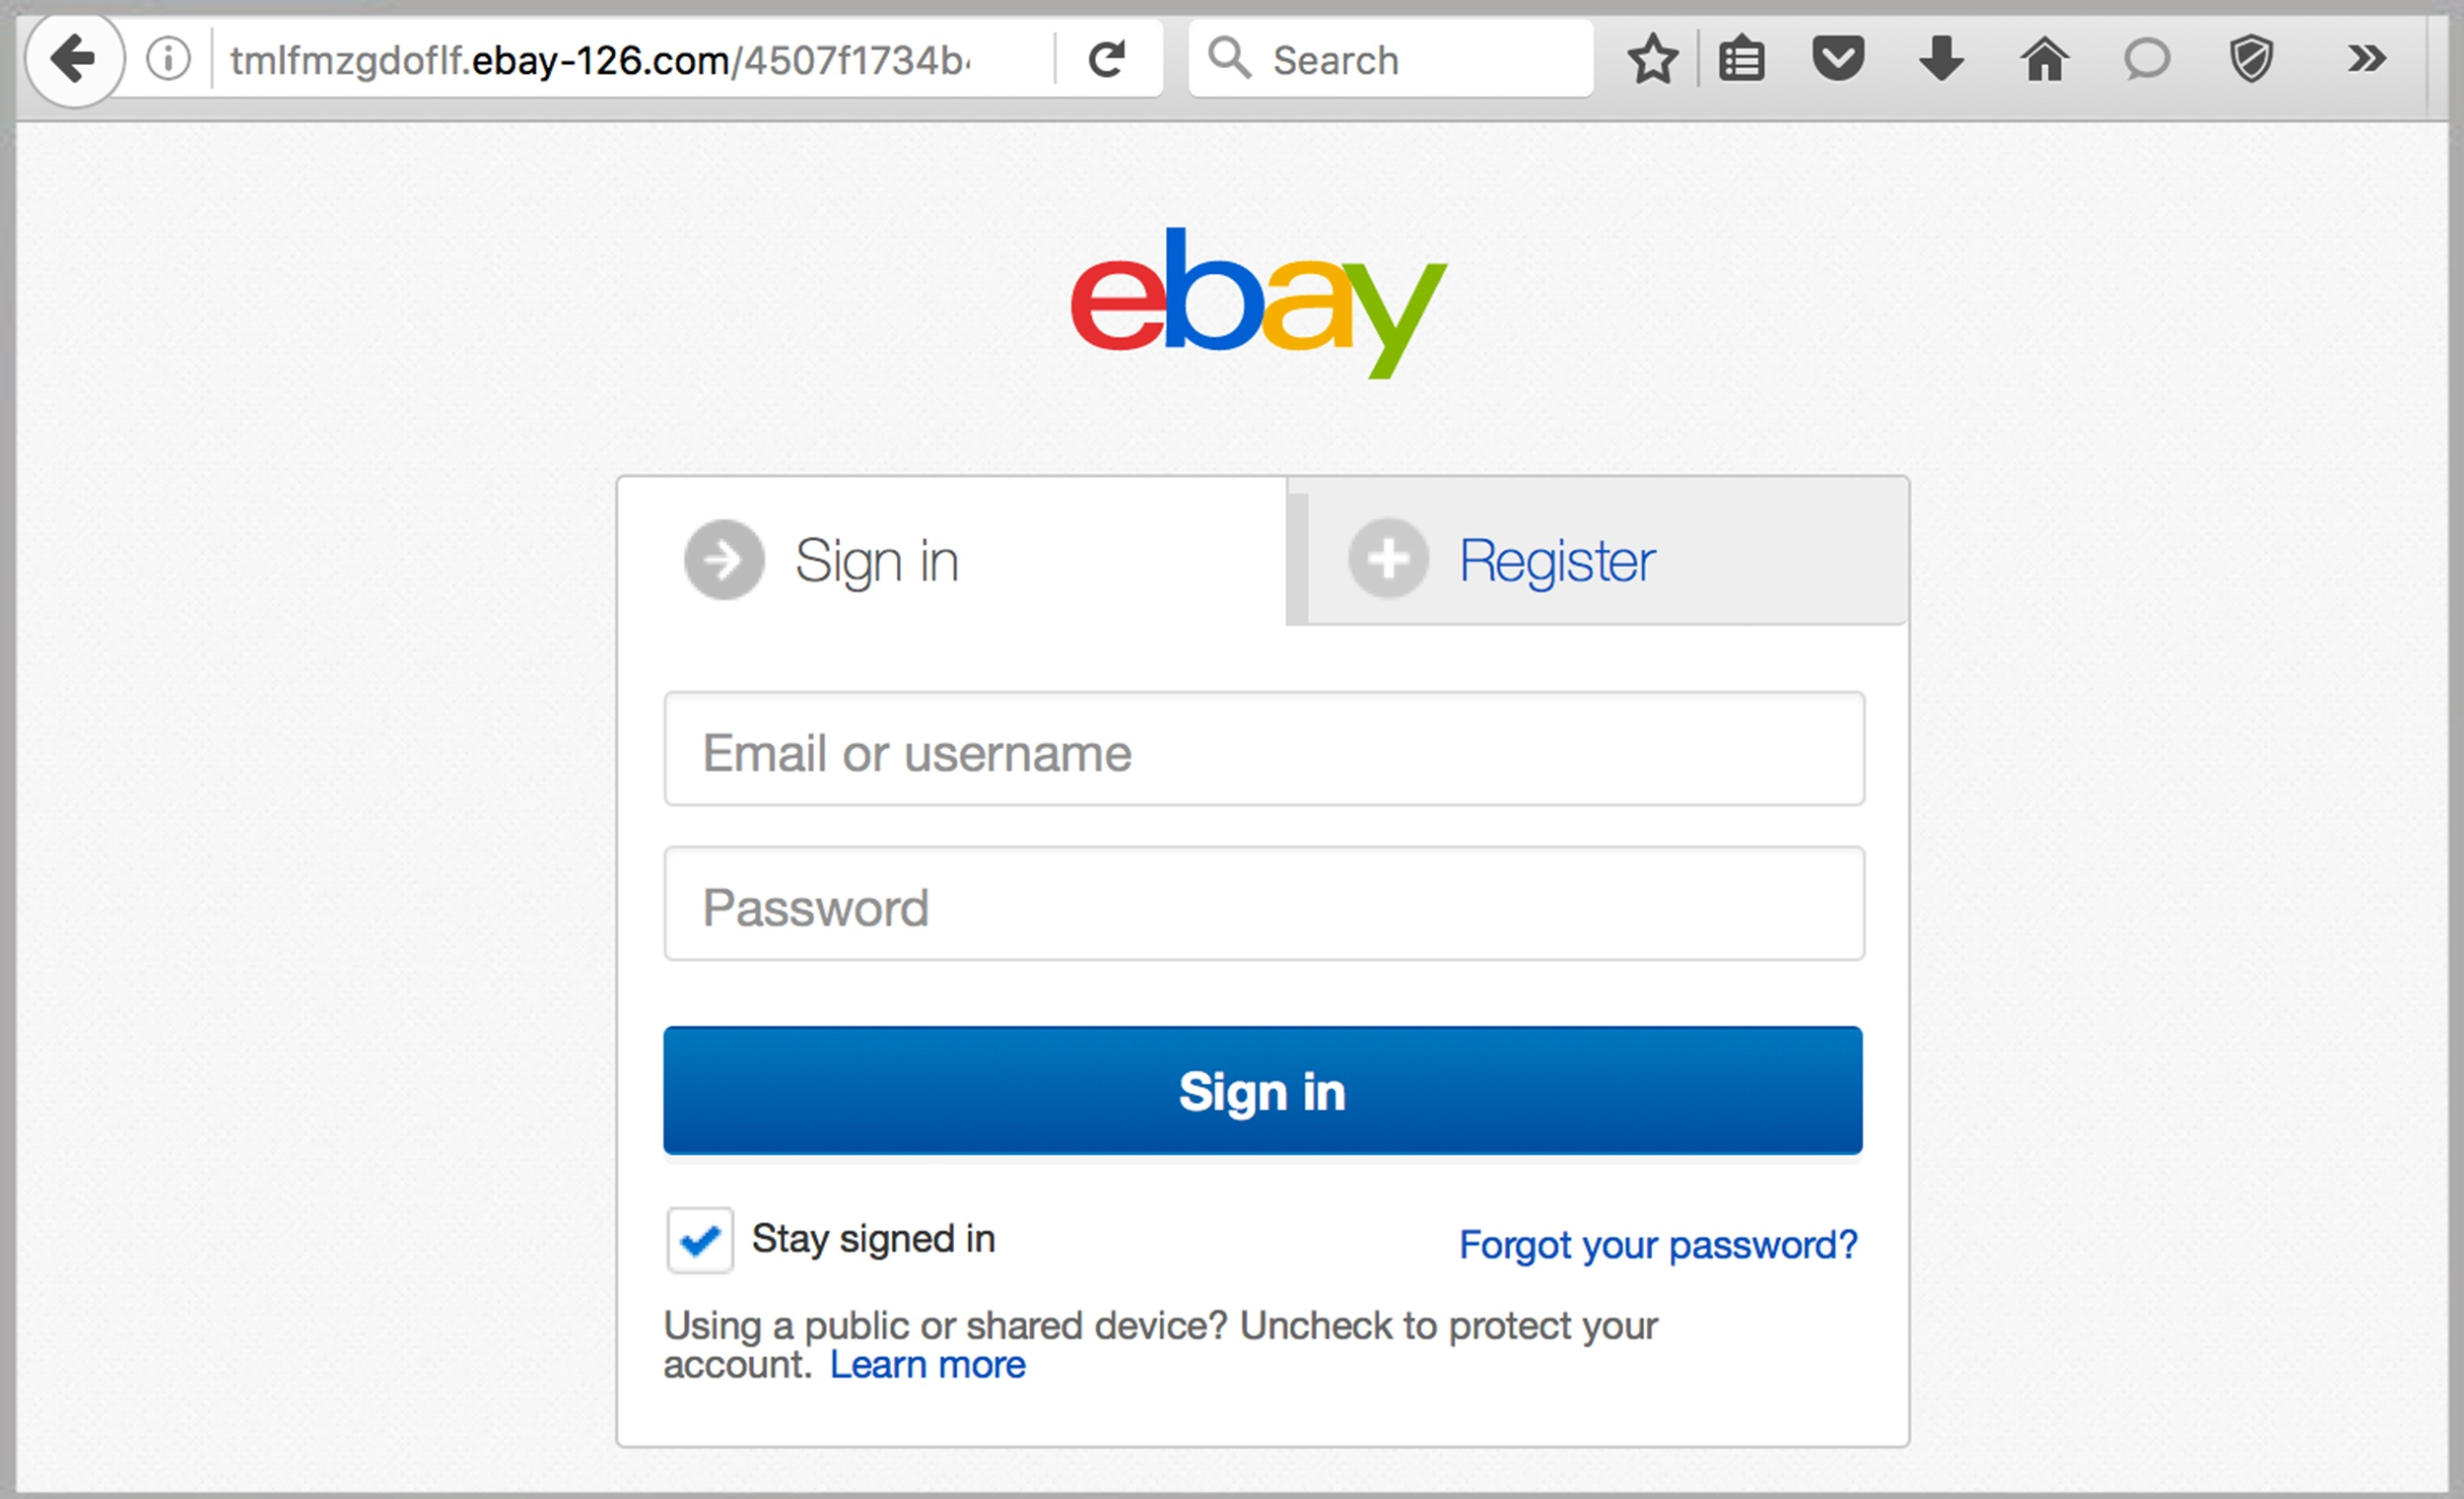 tmlfmzgdoflf.ebay-126.com/4507f1734b
Search
ebay
Sign in
Register
Email or username
Password
Sign in
Stay signed in
Forgot your password?
Using a public or shared device? Uncheck to protect your
account. Learn more